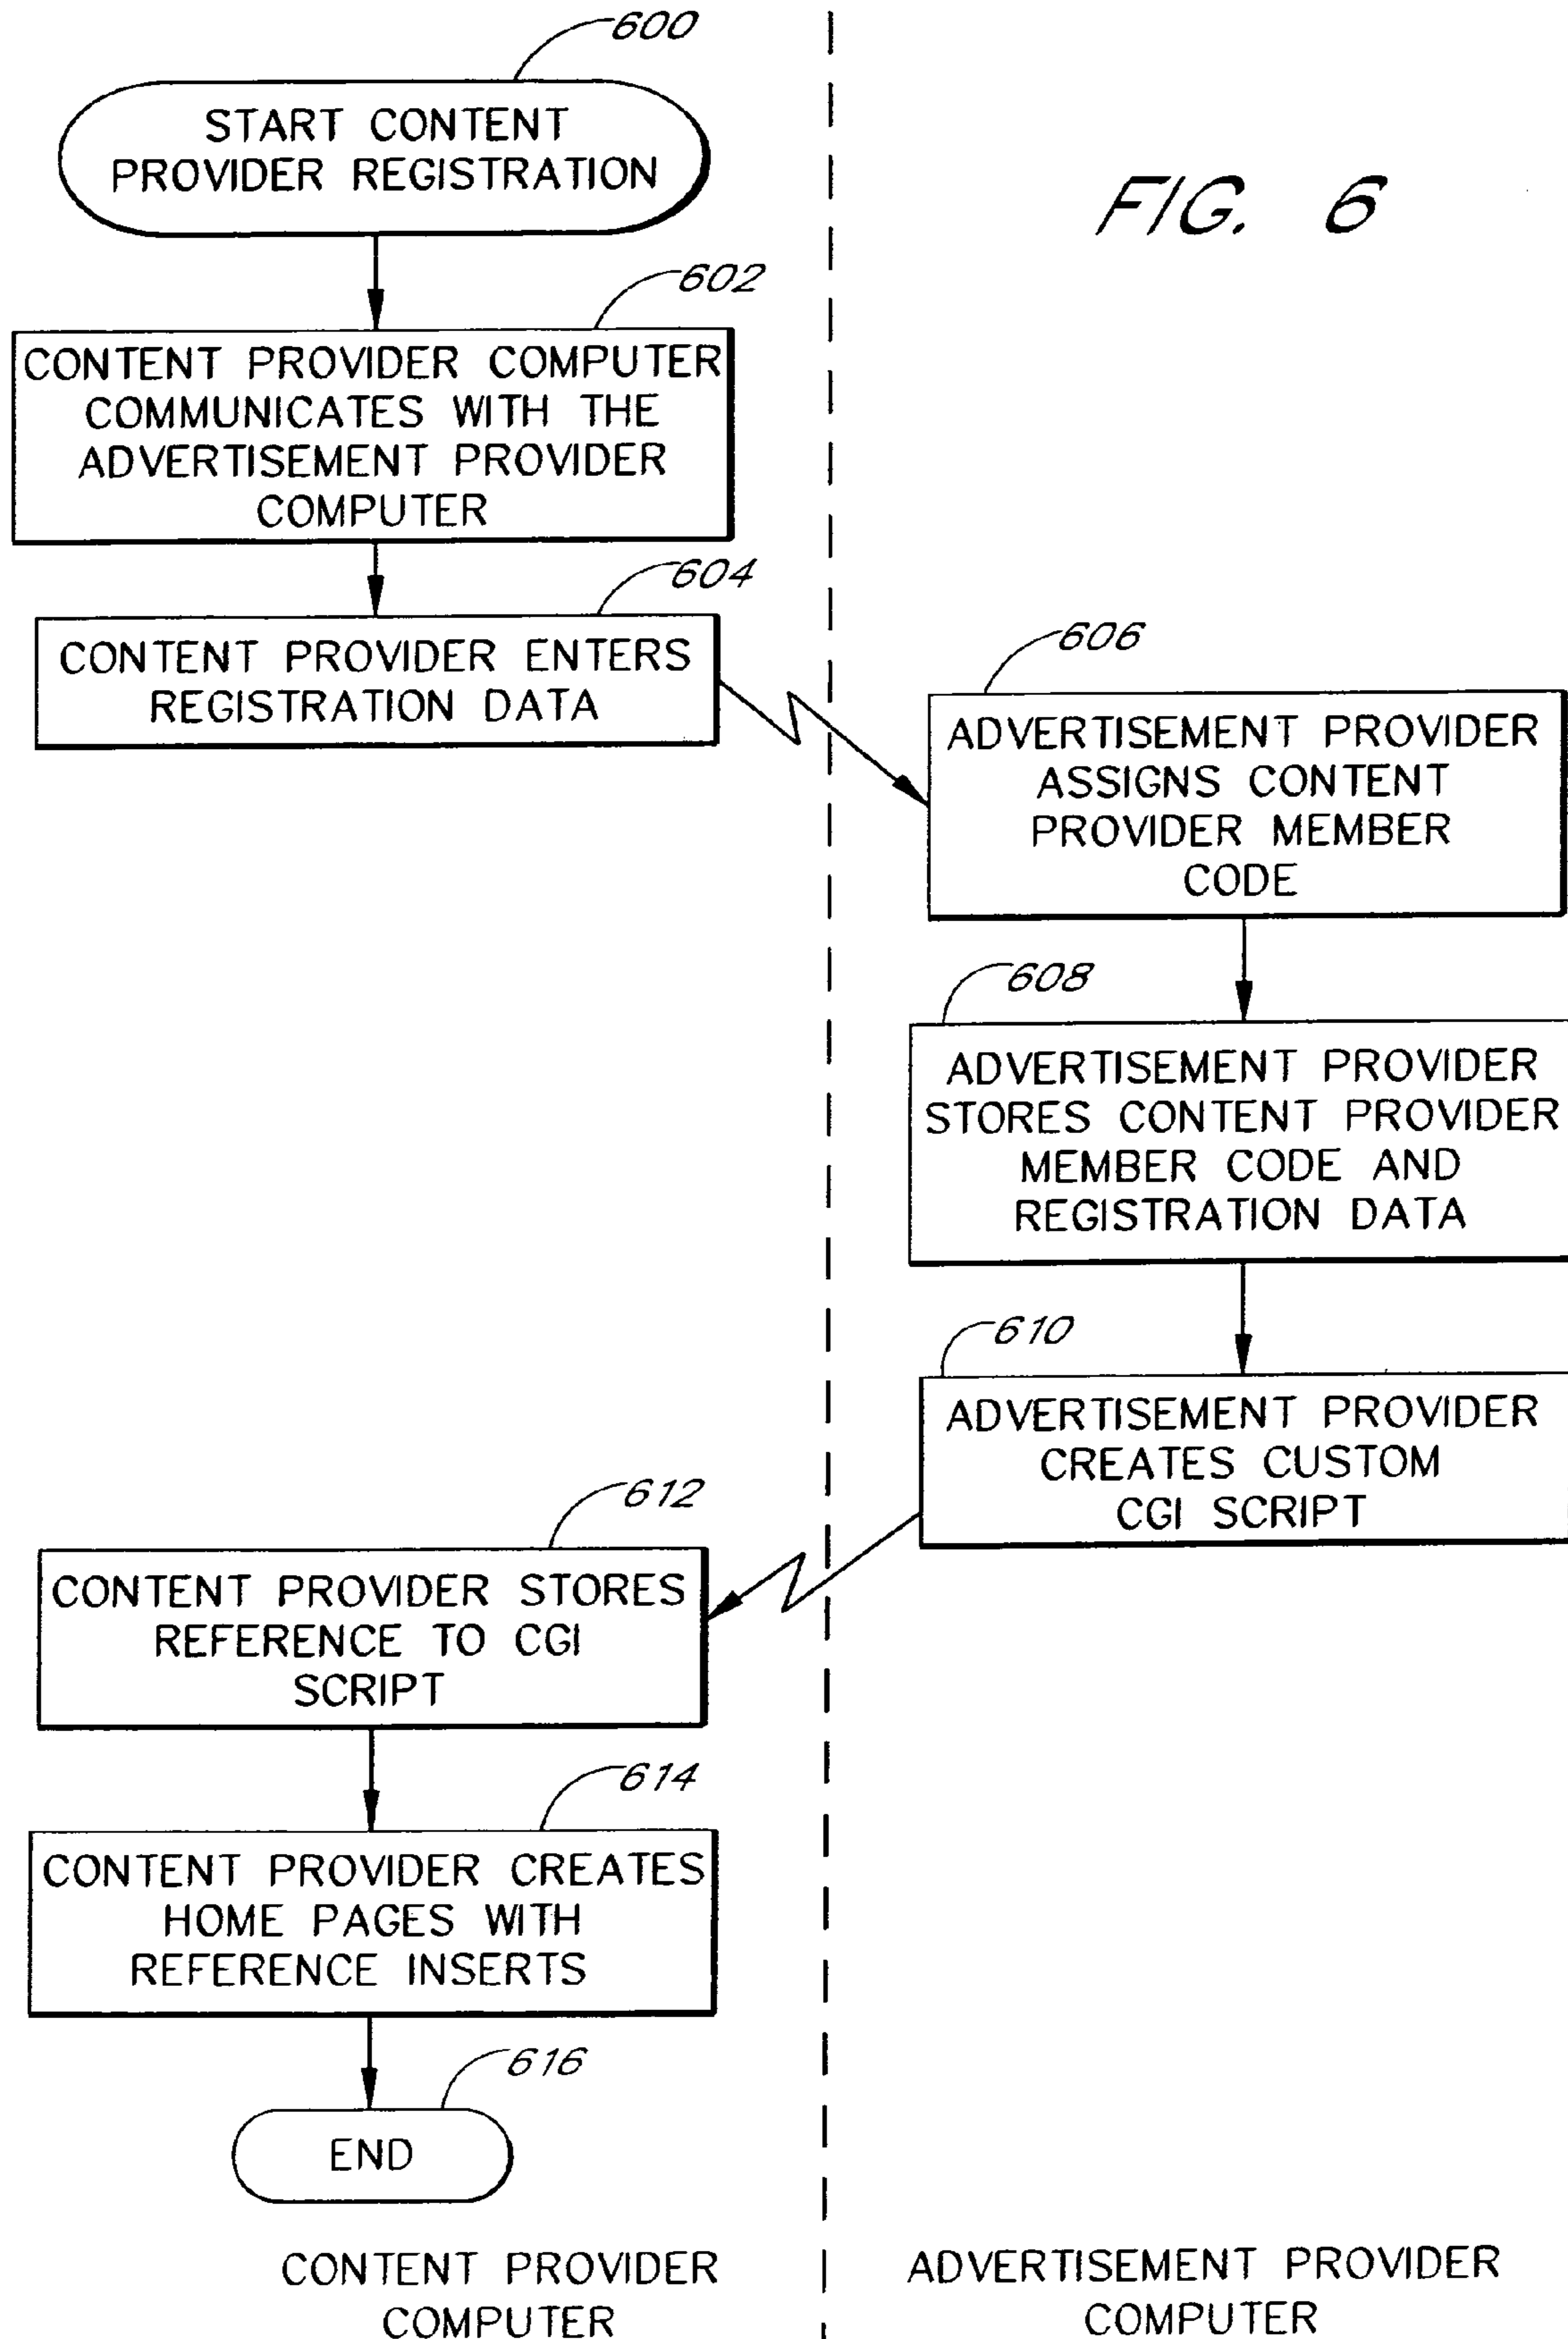 600
START CONTENT
PROVIDER REGISTRATION
FIG. 6
602
CONTENT PROVIDER COMPUTER
COMMUNICATES WITH THE
ADVERTISEMENT PROVIDER
COMPUTER
604
CONTENT PROVIDER ENTERS
REGISTRATION DATA
606
ADVERTISEMENT PROVIDER
ASSIGNS CONTENT
PROVIDER MEMBER
CODE
608
ADVERTISEMENT PROVIDER
STORES CONTENT PROVIDER
MEMBER CODE AND
REGISTRATION DATA
610
ADVERTISEMENT PROVIDER
CREATES CUSTOM
CGI SCRIPT
612
CONTENT PROVIDER STORES
REFERENCE TO CGI
SCRIPT
614
CONTENT PROVIDER CREATES
HOME PAGES WITH
REFERENCE INSERTS
616
END
CONTENT PROVIDER
COMPUTER
ADVERTISEMENT PROVIDER
COMPUTER